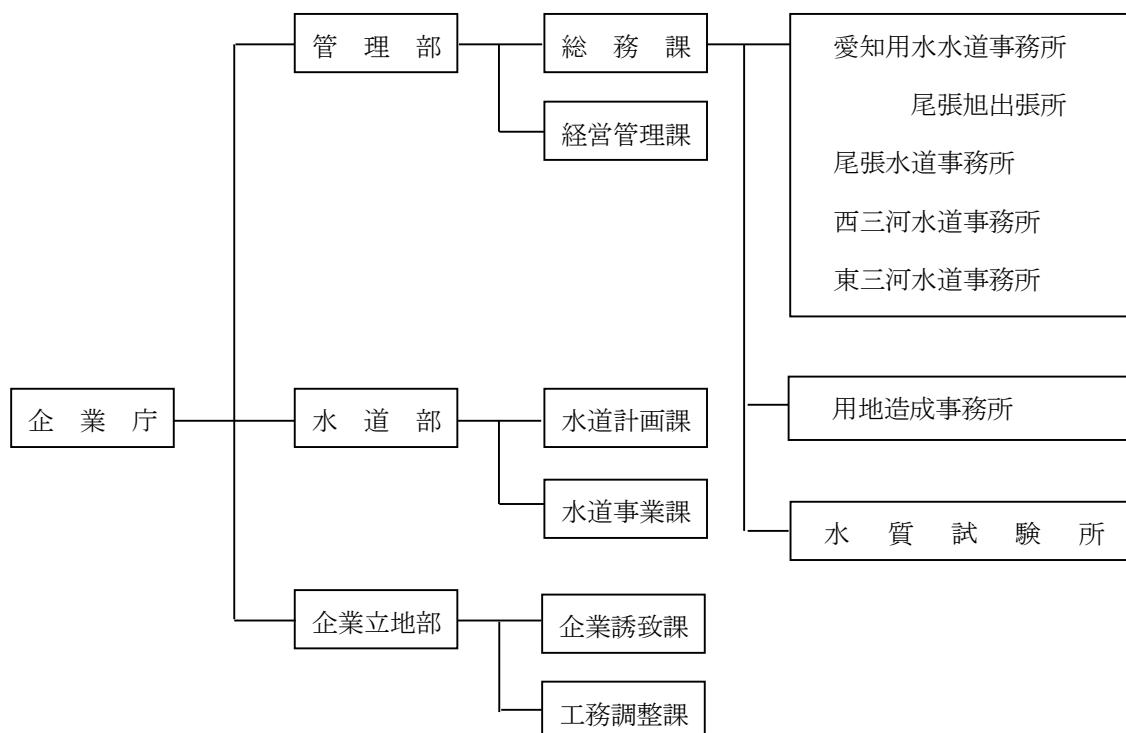 管理部
総務課
愛知用水水道事務所
尾張旭出張所
尾張水道事務所
西三河水道事務所
東三河水道事務所
経営管理課
企業庁
水道部
水道計画課
用地造成事務所
水道事業課
水質試験所
企業立地部
企業誘致課
工務調整課